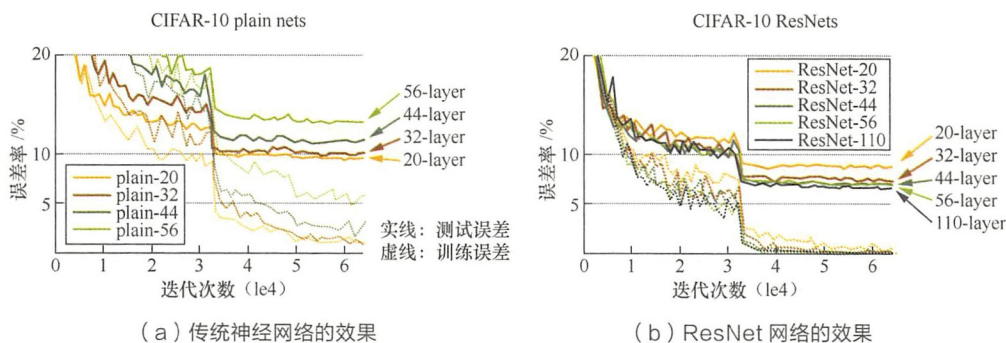 CIFAR-10 plain nets
20
10
5
误差率/%
plain-20
plain-32
plain-44
plain-56
56-layer
44-layer
32-layer
20-layer
实线：测试误差
虚线：训练误差
0 1 2 3 4 5 6
迭代次数（le4）
（a）传统神经网络的效果
CIFAR-10 ResNets
20
10
5
误差率/%
ResNet-20
ResNet-32
ResNet-44
ResNet-56
ResNet-110
20-layer
32-layer
44-layer
56-layer
110-layer
0 1 2 3 4 5 6
迭代次数（le4）
（b）ResNet 网络的效果